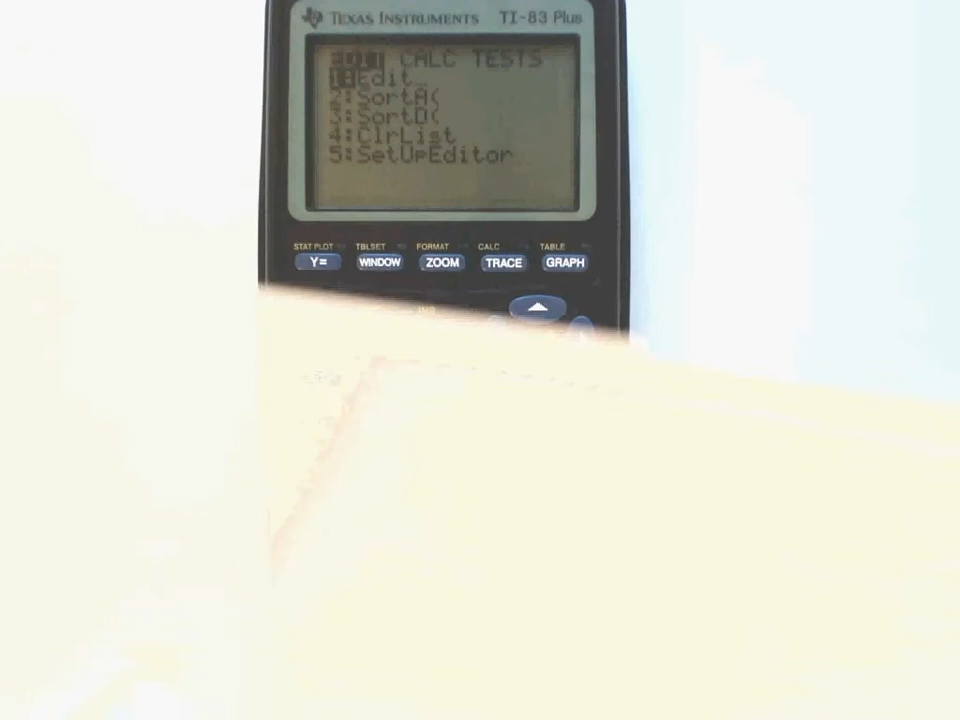 TEXAS INSTRUMENTS TI-83 Plus
EDIT CALC TESTS
1:Edit…
2:SortA(
3:SortD(
4:ClrList
5:SetUpEditor
STAT PLOT TBLSET FORMAT CALC TABLE
Y= WINDOW ZOOM TRACE GRAPH
INS